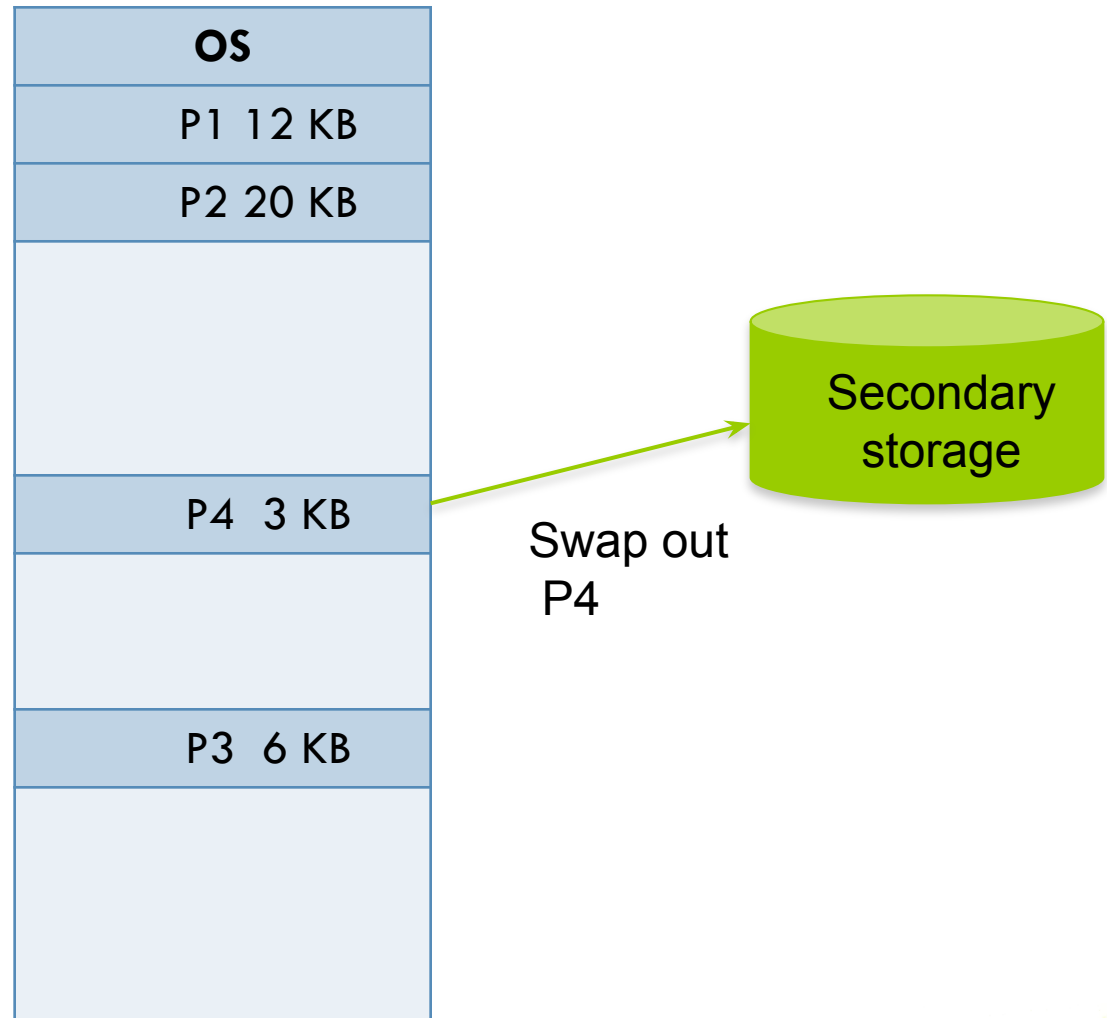 OS
P1 12 KB
P2 20 KB
P4 3 KB
P3 6 KB
Swap out
P4
Secondary
storage